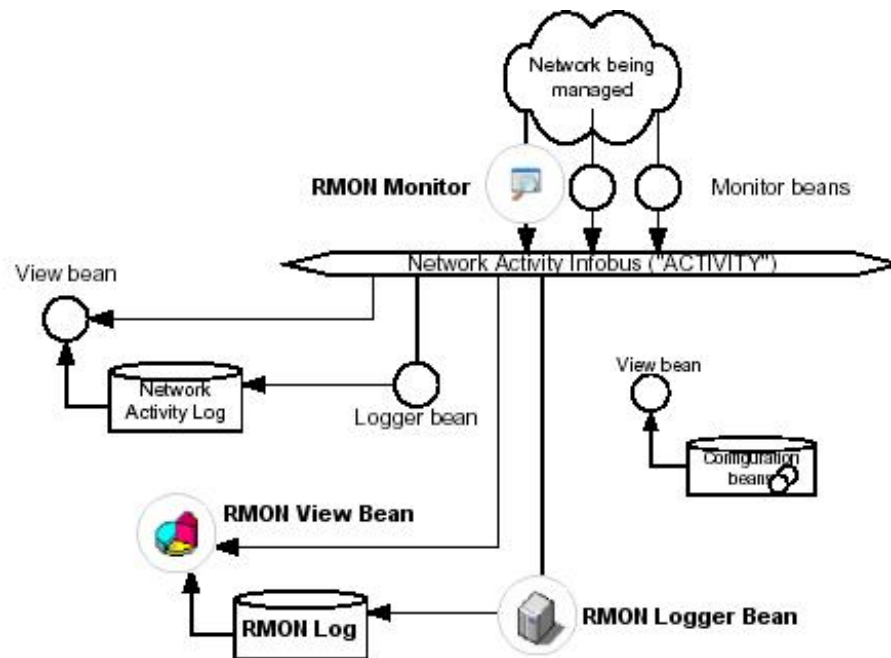 Network being
managed
RMON Monitor
Monitor beans
Network Activity Infobus ("ACTIVITY")
View bean
Network
Activity Log
Logger bean
View bean
Configuration
beans
RMON View Bean
RMON Log
RMON Logger Bean